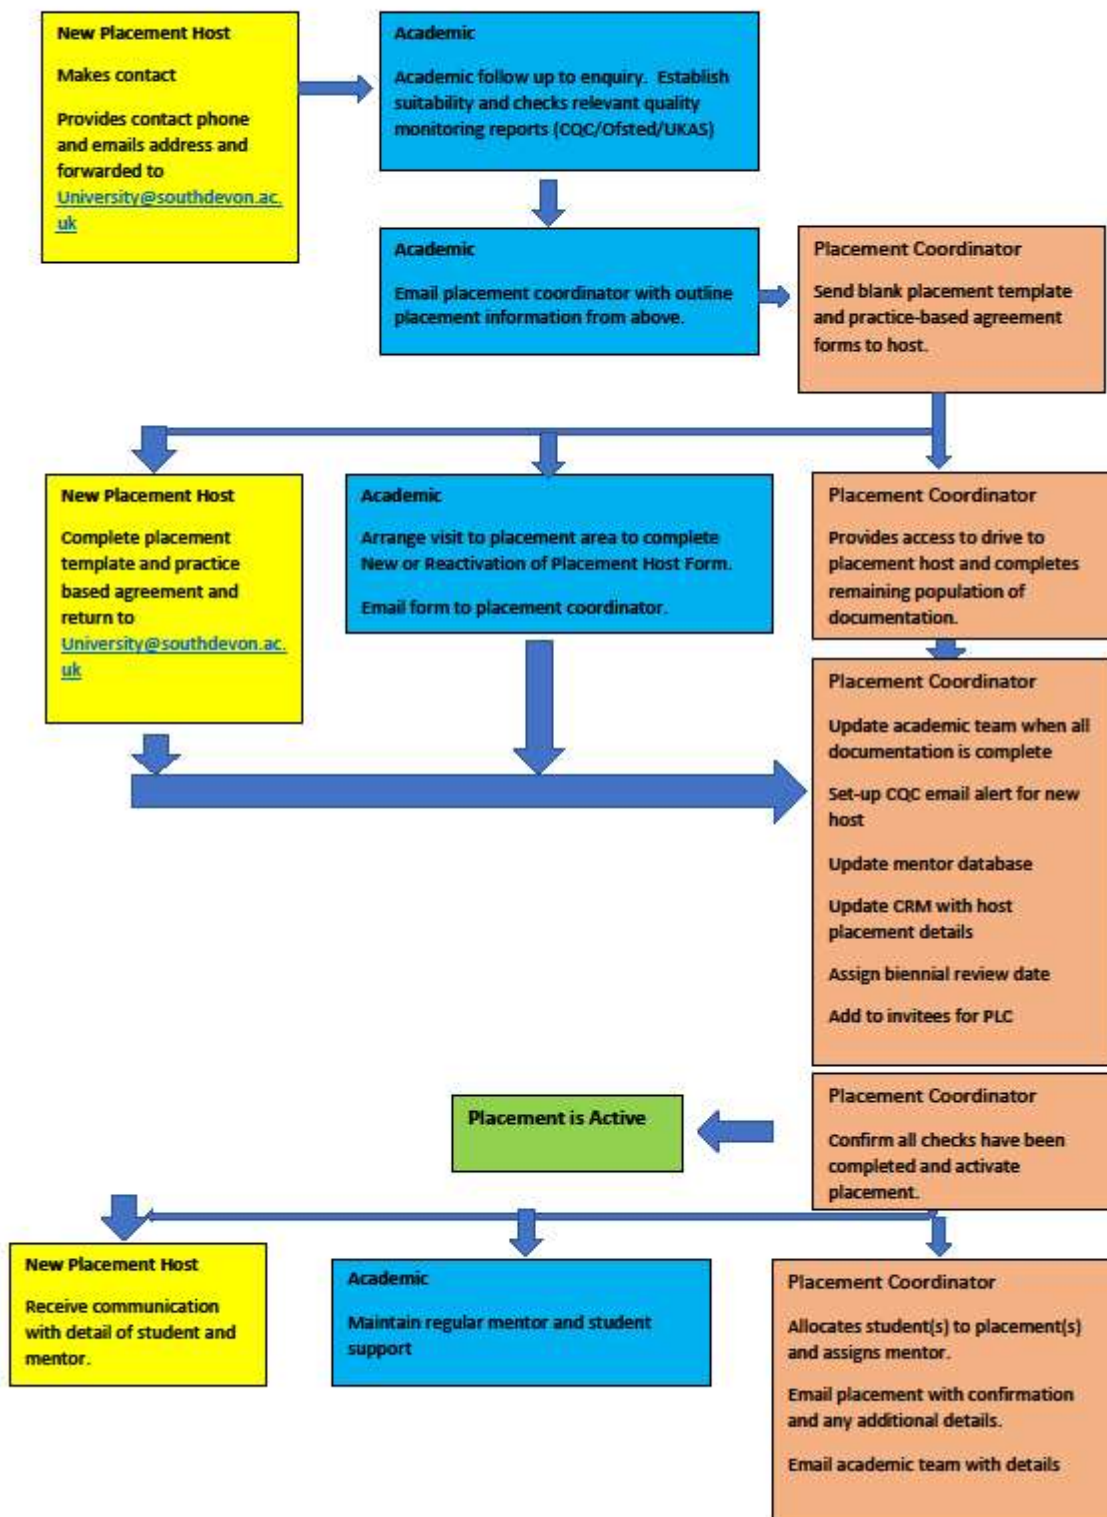 New Placement Host
Makes contact
Provides contact phone
and emails address and
forwarded to
University@southdevon.ac.
uk
Academic
Academic follow up to enquiry. Establish
suitability and checks relevant quality
monitoring reports (CQC/Ofsted/UKAS)
Academic
Email placement coordinator with outline
placement information from above.
Placement Coordinator
Send blank placement template
and practice-based agreement
forms to host.
New Placement Host
Complete placement
template and practice
based agreement and
return to
University@southdevon.ac.
uk
Academic
Arrange visit to placement area to complete
New or Reactivation of Placement Host Form.
Email form to placement coordinator.
Placement Coordinator
Provides access to drive to
placement host and completes
remaining population of
documentation.
Placement Coordinator
Update academic team when all
documentation is complete
Set-up CQC email alert for new
host
Update mentor database
Update CRM with host
placement details
Assign biennial review date
Add to invitees for PLC
Placement Coordinator
Confirm all checks have been
completed and activate
placement.
Placement is Active
New Placement Host
Receive communication
with detail of student and
mentor.
Academic
Maintain regular mentor and student
support
Placement Coordinator
Allocates student(s) to placement(s)
and assigns mentor.
Email placement with confirmation
and any additional details.
Email academic team with details